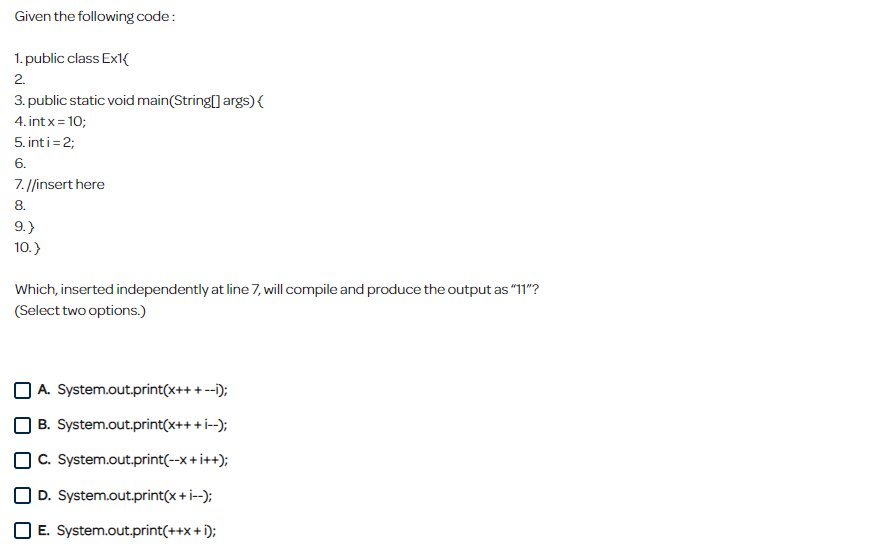 Given the following code :
1. public class Ex1{
2.
3. public static void main(String[] args) {
4. int x = 10;
5. int i = 2;
6.
7. //insert here
8.
9. }
10. }
Which, inserted independently at line 7, will compile and produce the output as “11”?
(Select two options.)
A. System.out.print(x++ + --i);
B. System.out.print(x++ + i--);
C. System.out.print(--x + i++);
D. System.out.print(x + i--);
E. System.out.print(++x + i);